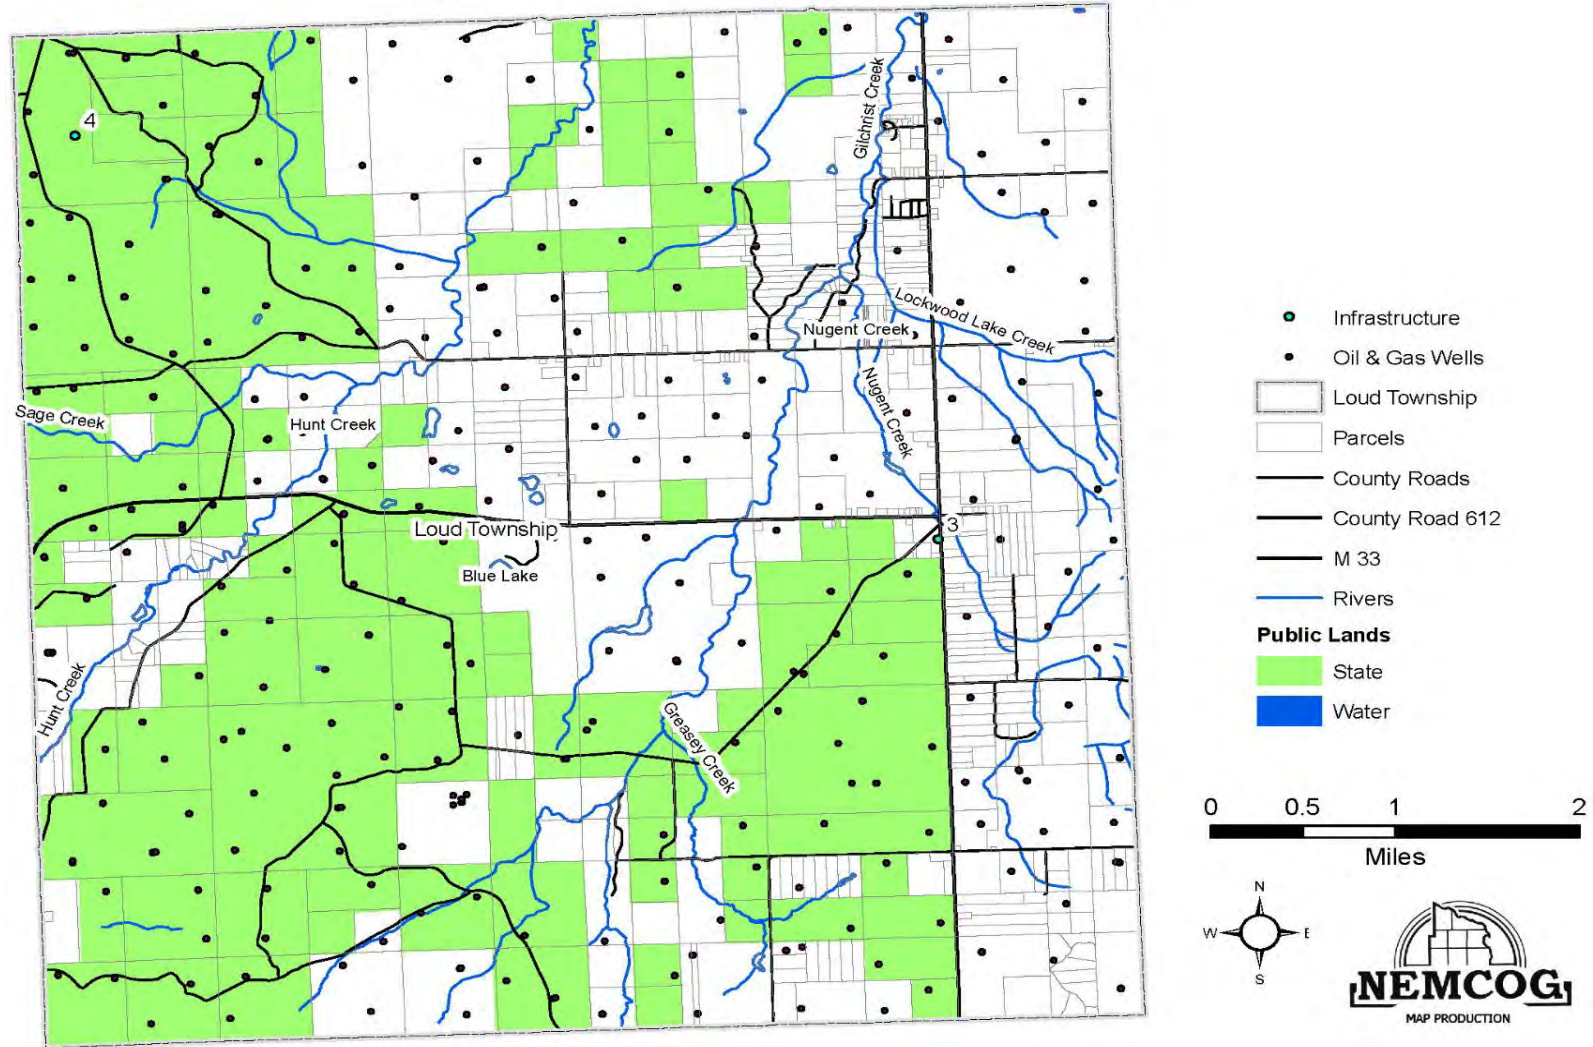 4
Gilchrist Creek
Lockwood Lake Creek
Nugent Creek
Nugent Creek
Sage Creek
Hunt Creek
Loud Township
3
Blue Lake
Hunt Creek
Greasey Creek
Infrastructure
Oil & Gas Wells
Loud Township
Parcels
County Roads
County Road 612
M 33
Rivers
Public Lands
State
Water
0 0.5 1 2
Miles
N
W E
S
NEMCOG
MAP PRODUCTION